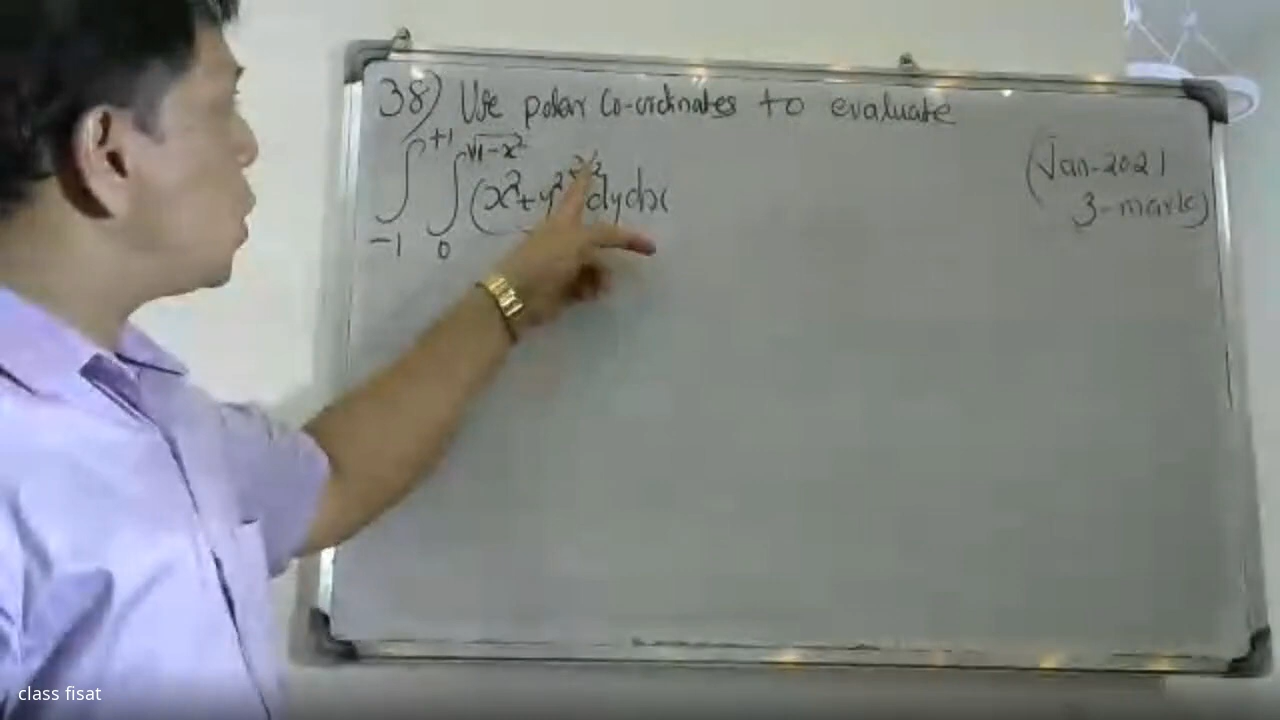 38) Use polar Co-ordinates to evaluate
∫₋₁⁺¹ ∫₀^√(1-x²) (x²+y²)^3/2 dydx
(Jan-2021
3-mark)
class fisat